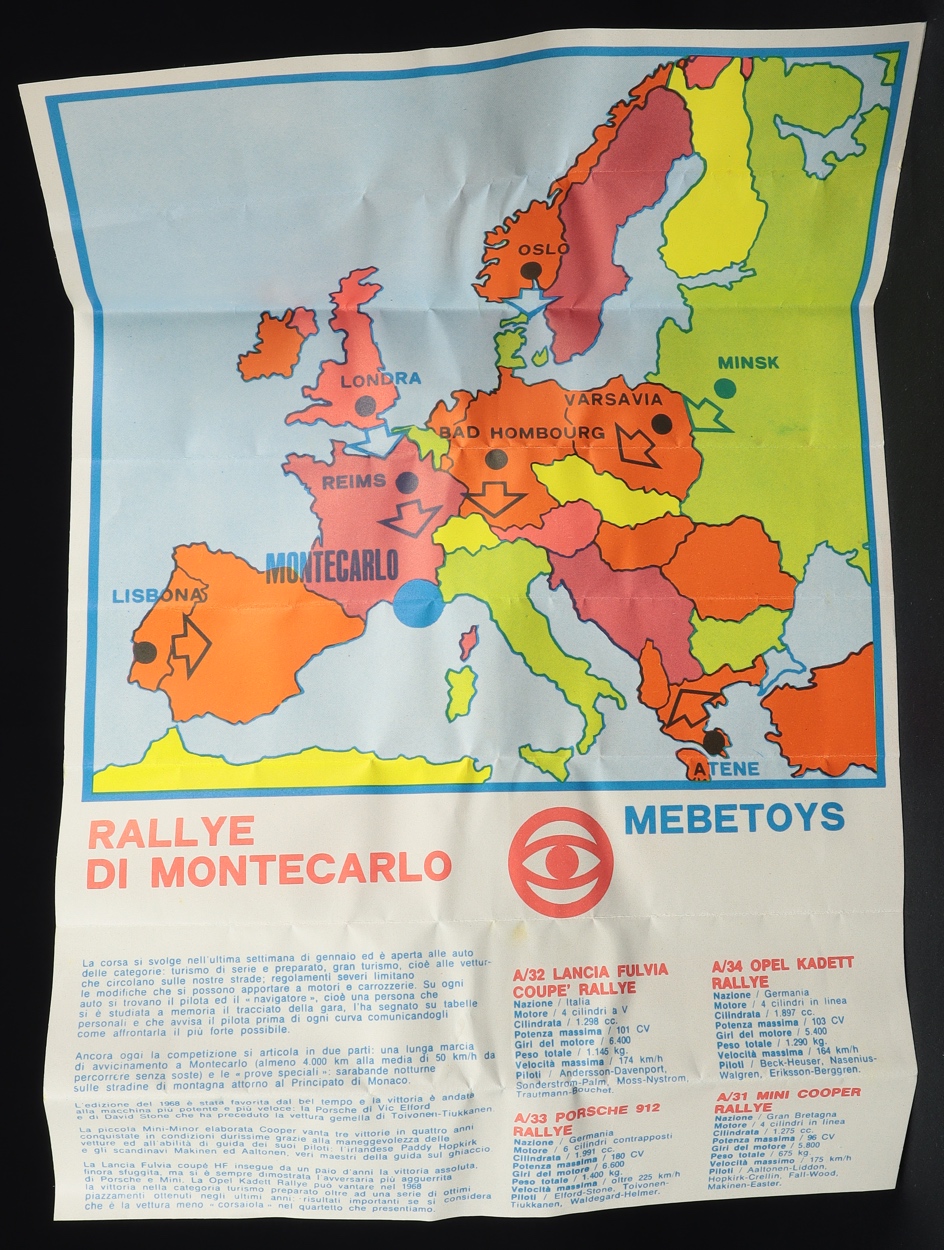 OSLO
MINSK
LONDRA
VARSAVIA
BAD HOMBOURG
REIMS
MONTECARLO
LISBONA
ATENE
RALLYE
DI MONTECARLO
MEBETOYS
La corsa si svolge nell'ultima settimana di gennaio ed è aperta alle auto
delle categorie: turismo di serie e preparato, gran turismo, cioè alle vettur-
che circolano sulle nostre strade; regolamenti severi limitano
le modifiche che si possono apportare a motori e carrozzerie. Su ogni
auto si trovano il pilota ed il « navigatore », cioè una persona che
si è studiata a memoria il tracciato della gara, l'ha segnato su tabelle
personali e che avvisa il pilota prima di ogni curva comunicandogli
come affrontarla il più forte possibile.
Ancora oggi la competizione si articola in due parti: una lunga marcia
di avvicinamento a Montecarlo (almeno 4.000 km alla media di 50 km/h da
percorrere senza soste) e le « prove speciali »: sarabande notturne
sulle stradine di montagna attorno al Principato di Monaco.
L'edizione del 1968 è stata favorita dal bel tempo e la vittoria è andata
alla macchina più potente e più veloce: la Porsche di Vic Elford
e di David Stone che ha preceduto la vettura gemella di Toivonen-Tiukkanen.
La piccola Mini-Minor elaborata Cooper vanta tre vittorie in quattro anni
conquistate in condizioni durissime grazie alla maneggevolezza delle
vetture ed all'abilità di guida dei suoi piloti, l'irlandese Paddy Hopkirk
e gli scandinavi Makinen ed Aaltonen, veri maestri della guida sul ghiaccio
La Lancia Fulvia coupé HF insegue da un paio d'anni la vittoria assoluta,
finora sfuggita, ma si è sempre dimostrata l'avversaria più agguerrita
di Porsche e Mini. La Opel Kadett Rallye può vantare nel 1968
la vittoria nella categoria turismo preparato oltre ad una serie di ottimi
piazzamenti ottenuti negli ultimi anni: risultati importanti se si considera
che è la vettura meno « corsaiola » nel quartetto che presentiamo.
A/32 LANCIA FULVIA
COUPE' RALLYE
Nazione / Italia
Motore / 4 cilindri a V
Cilindrata / 1.298 cc.
Potenza massima / 101 CV
Giri del motore / 6.400
Peso totale / 1.145 kg.
Velocità massima / 174 km/h
Piloti / Andersson-Davenport,
Sonderstrom-Palm, Moss-Nystrom,
Trautmann-Bouchet.
A/33 PORSCHE 912
RALLYE
Nazione / Germania
Motore / 6 cilindri contrapposti
Cilindrata / 1.991 cc.
Potenza massima / 180 CV
Giri del motore / 6.600
Peso totale / 1.400 kg.
Velocità massima / oltre 225 km/h
Piloti / Elford-Stone, Toivonen-
Tiukkanen, Waldegard-Helmer.
A/34 OPEL KADETT
RALLYE
Nazione / Germania
Motore / 4 cilindri in linea
Cilindrata / 1.897 cc.
Potenza massima / 103 CV
Giri del motore / 5.400
Peso totale / 1.290 kg.
Velocità massima / 164 km/h
Piloti / Beck-Heuser, Nasenius-
Walgren, Eriksson-Berggren.
A/31 MINI COOPER
RALLYE
Nazione / Gran Bretagna
Motore / 4 cilindri in linea
Cilindrata / 1.275 cc.
Potenza massima / 96 CV
Giri del motore / 5.800
Peso totale / 675 kg.
Velocità massima / 175 km/h
Piloti / Aaltonen-Liddon,
Hopkirk-Crellin, Fall-Wood,
Makinen-Easter.